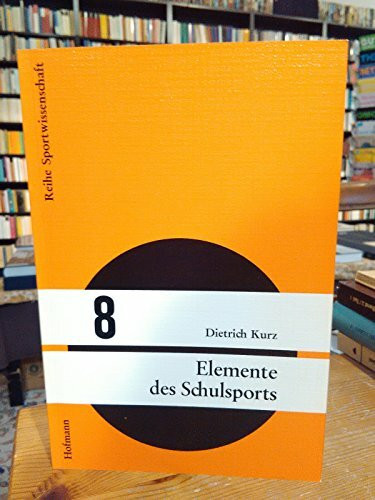 Reihe Sportwissenschaft
8
Dietrich Kurz
Elemente
des Schulsports
Hofmann